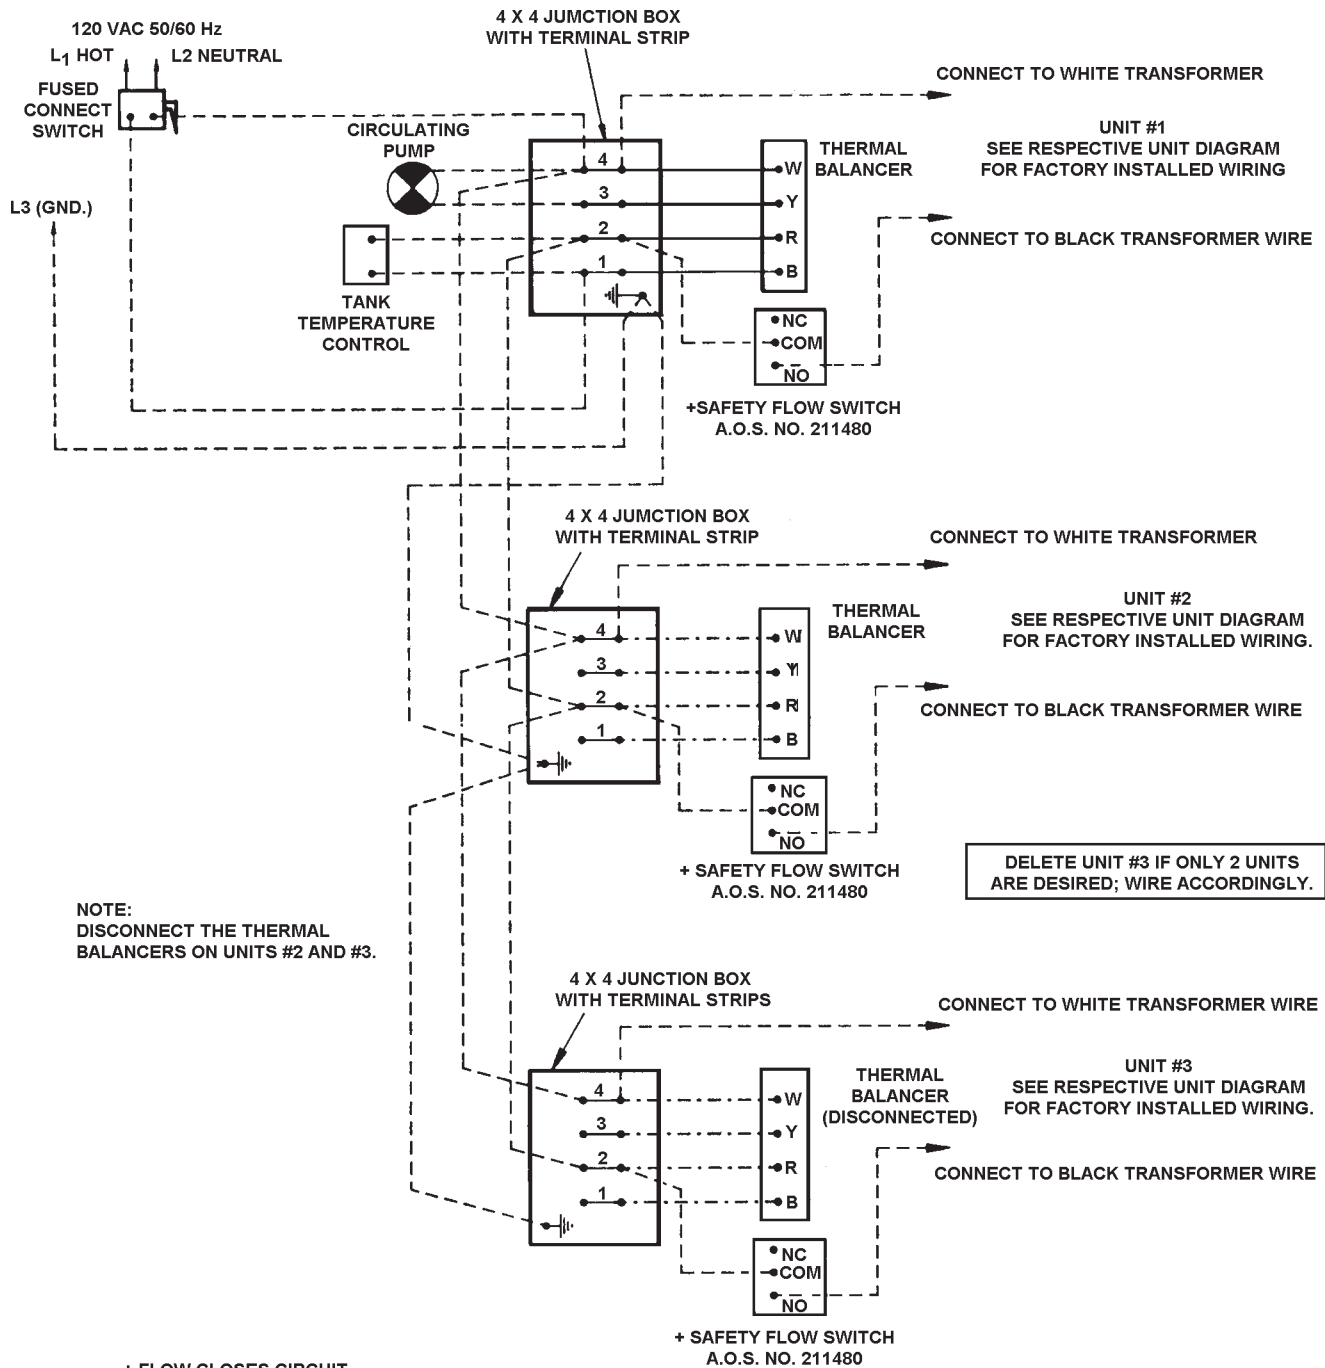 120 VAC 50/60 Hz
L1 HOT
L2 NEUTRAL
FUSED
CONNECT
SWITCH
L3 (GND.)
CIRCULATING
PUMP
TANK
TEMPERATURE
CONTROL
4 X 4 JUMCTION BOX
WITH TERMINAL STRIP
4
3
2
1
W
Y
R
B
THERMAL
BALANCER
NC
COM
NO
+SAFETY FLOW SWITCH
A.O.S. NO. 211480
CONNECT TO WHITE TRANSFORMER
UNIT #1
SEE RESPECTIVE UNIT DIAGRAM
FOR FACTORY INSTALLED WIRING
CONNECT TO BLACK TRANSFORMER WIRE
4 X 4 JUMCTION BOX
WITH TERMINAL STRIP
4
3
2
1
W
Y
R
B
THERMAL
BALANCER
NC
COM
NO
+ SAFETY FLOW SWITCH
A.O.S. NO. 211480
CONNECT TO WHITE TRANSFORMER
UNIT #2
SEE RESPECTIVE UNIT DIAGRAM
FOR FACTORY INSTALLED WIRING.
CONNECT TO BLACK TRANSFORMER WIRE
DELETE UNIT #3 IF ONLY 2 UNITS
ARE DESIRED; WIRE ACCORDINGLY.
NOTE:
DISCONNECT THE THERMAL
BALANCERS ON UNITS #2 AND #3.
4 X 4 JUNCTION BOX
WITH TERMINAL STRIPS
4
3
2
1
W
Y
R
B
THERMAL
BALANCER
(DISCONNECTED)
NC
COM
NO
+ SAFETY FLOW SWITCH
A.O.S. NO. 211480
CONNECT TO WHITE TRANSFORMER WIRE
UNIT #3
SEE RESPECTIVE UNIT DIAGRAM
FOR FACTORY INSTALLED WIRING.
CONNECT TO BLACK TRANSFORMER WIRE
+ FLOW CLOSES CIRCUIT